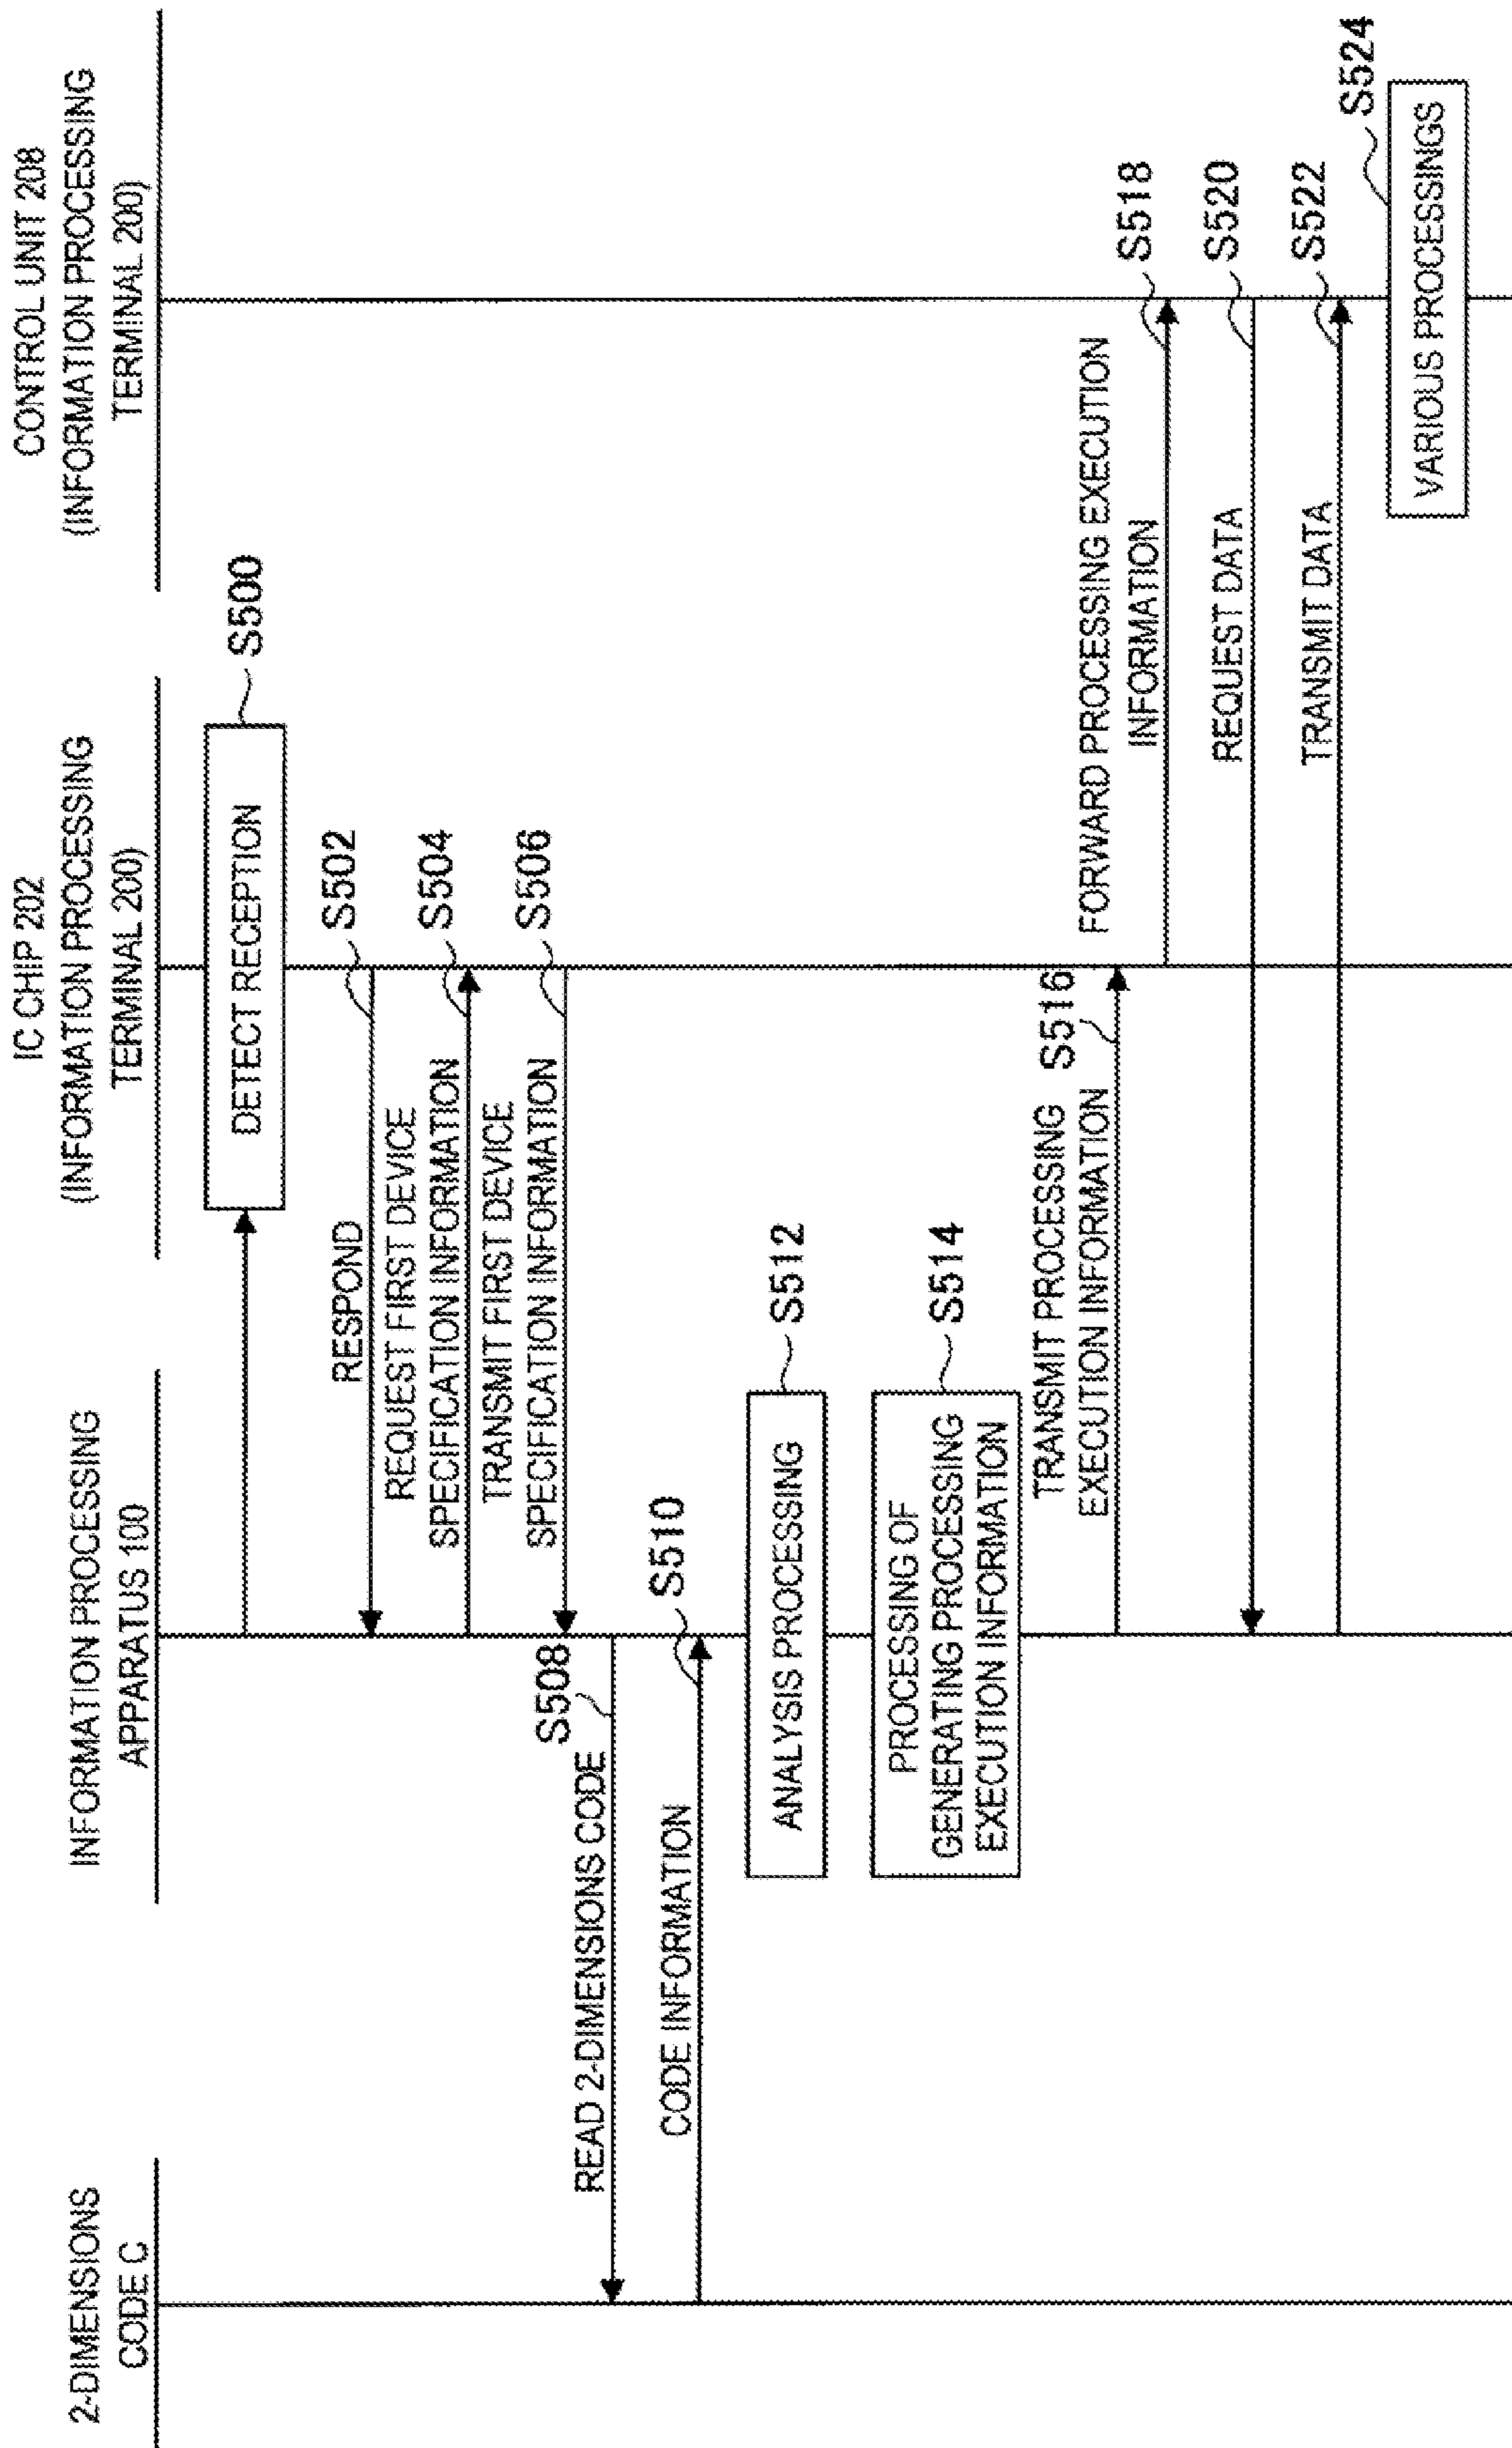 2-DIMENSIONS
CODE C
INFORMATION PROCESSING
APPARATUS 100
IC CHIP 202
(INFORMATION PROCESSING
TERMINAL 200)
CONTROL UNIT 208
(INFORMATION PROCESSING
TERMINAL 200)
DETECT RECEPTION
S500
RESPOND
S502
REQUEST FIRST DEVICE
SPECIFICATION INFORMATION
S504
TRANSMIT FIRST DEVICE
SPECIFICATION INFORMATION
S506
S508
READ 2-DIMENSIONS CODE
CODE INFORMATION
S510
ANALYSIS PROCESSING
S512
PROCESSING OF
GENERATING PROCESSING
EXECUTION INFORMATION
S514
TRANSMIT PROCESSING
EXECUTION INFORMATION
S516
FORWARD PROCESSING EXECUTION
INFORMATION
S518
REQUEST DATA
S520
TRANSMIT DATA
S522
VARIOUS PROCESSINGS
S524